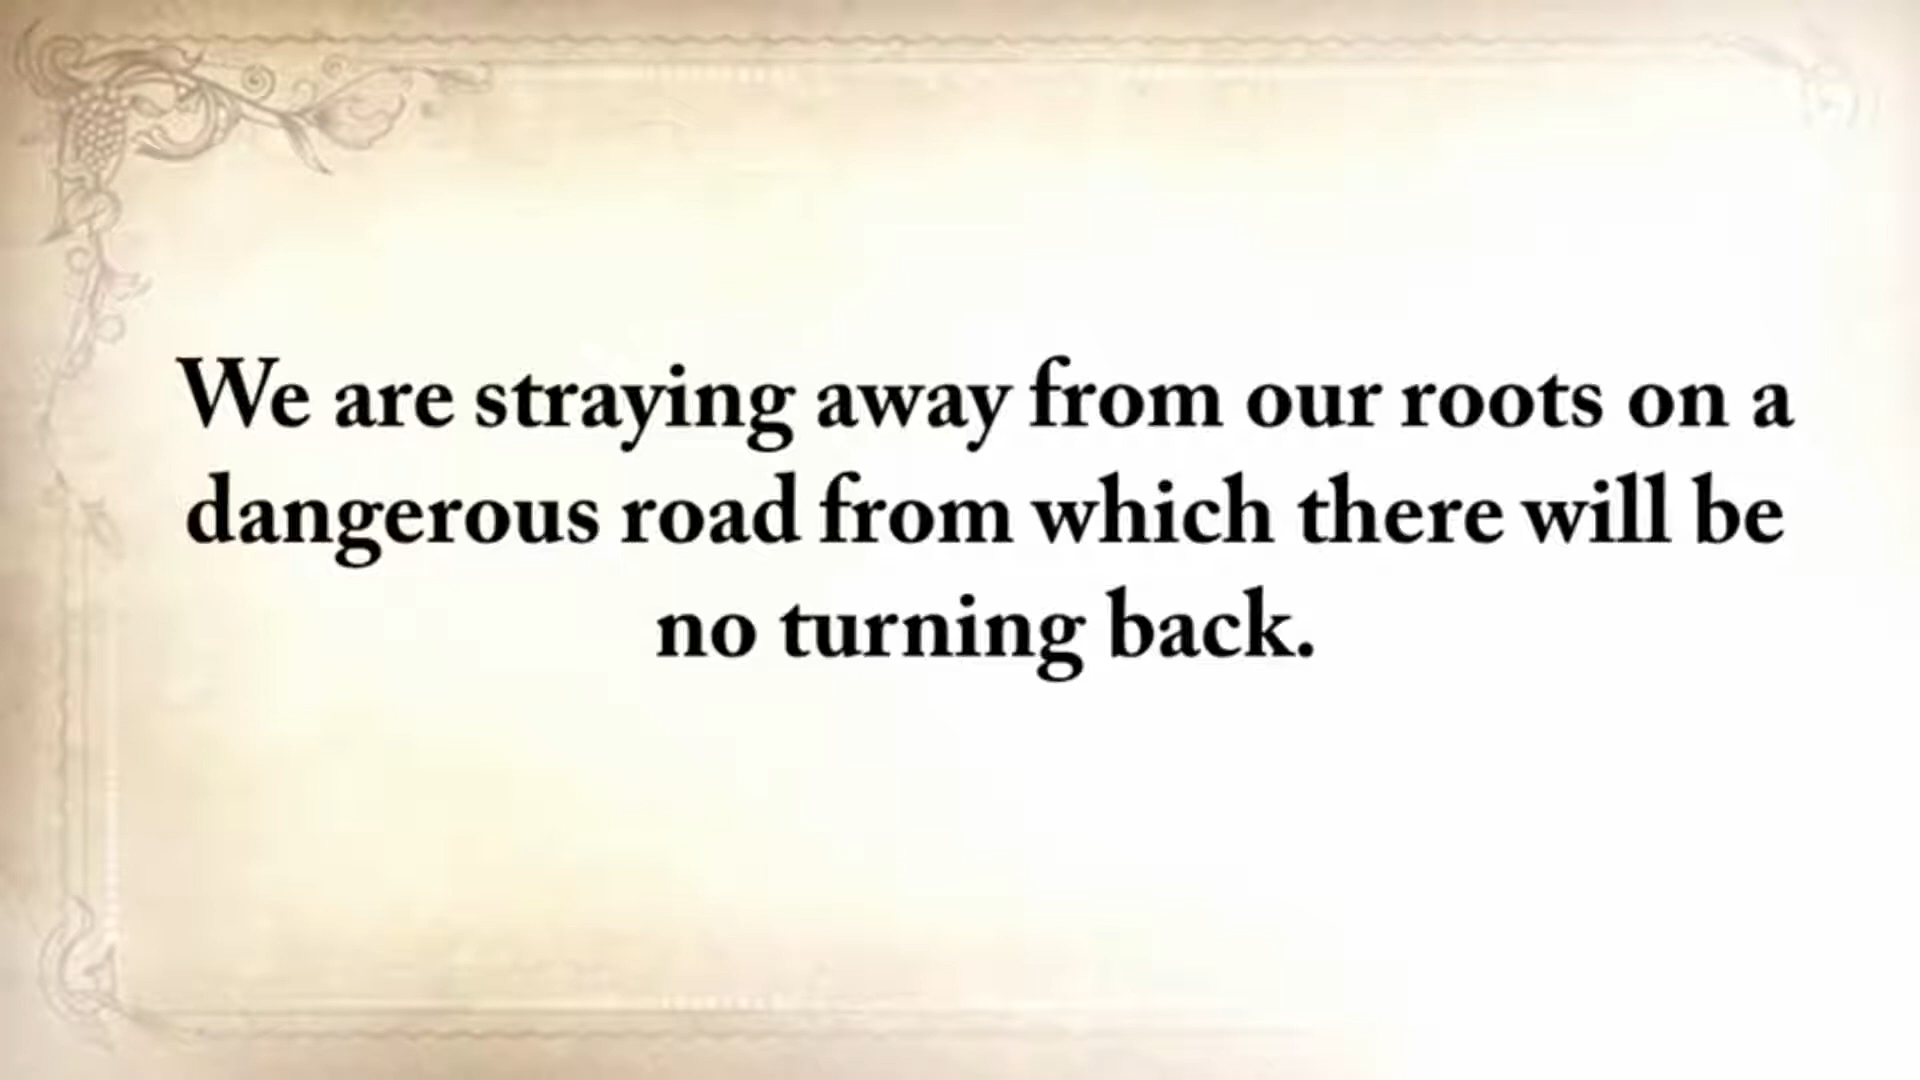 We are straying away from our roots on a
dangerous road from which there will be
no turning back.